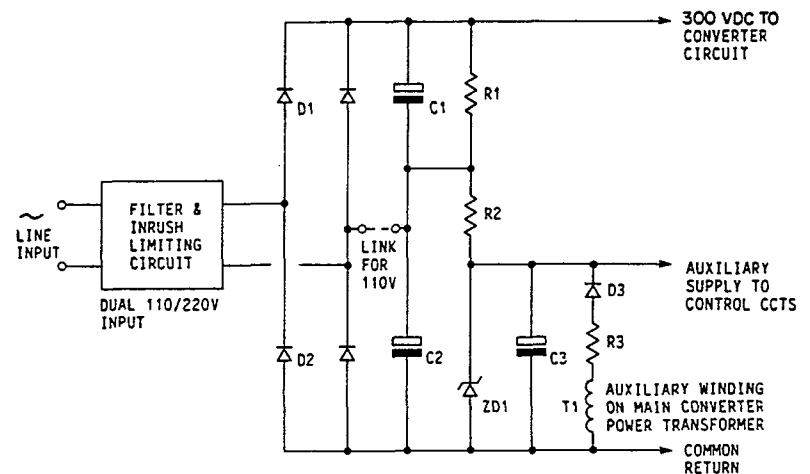 300 VDC TO
CONVERTER
CIRCUIT
D1
C1
R1
~
LINE
INPUT
FILTER &
INRUSH
LIMITING
CIRCUIT
DUAL 110/220V
INPUT
LINK
FOR
110V
R2
AUXILIARY
SUPPLY TO
CONTROL CCTS
D3
R3
D2
C2
ZD1
C3
T1
AUXILIARY WINDING
ON MAIN CONVERTER
POWER TRANSFORMER
COMMON
RETURN